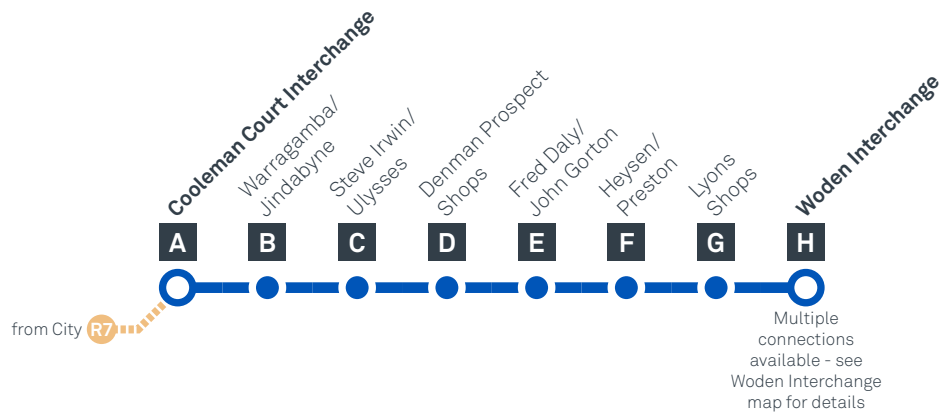 Cooleman Court Interchange
Warragamba/
Jindabyne
Steve Irwin/
Ulysses
Denman Prospect
Shops
Fred Daly/
John Gorton
Heysen/
Preston
Lyons
Shops
Woden Interchange
A
B
C
D
E
F
G
H
from City R7
Multiple
connections
available - see
Woden Interchange
map for details